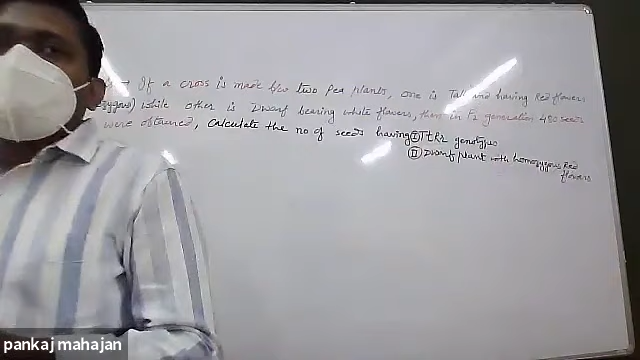 → If a cross is made b/w two Pea plants, one is Tall and having Red flowers
zygous) while other is Dwarf bearing white flowers, then in F2 generation 480 seeds
were obtained, Calculate the no of seeds having (I) TtRr genotype
(II) Dwarf plant with homozygous Red
flowers
pankaj mahajan